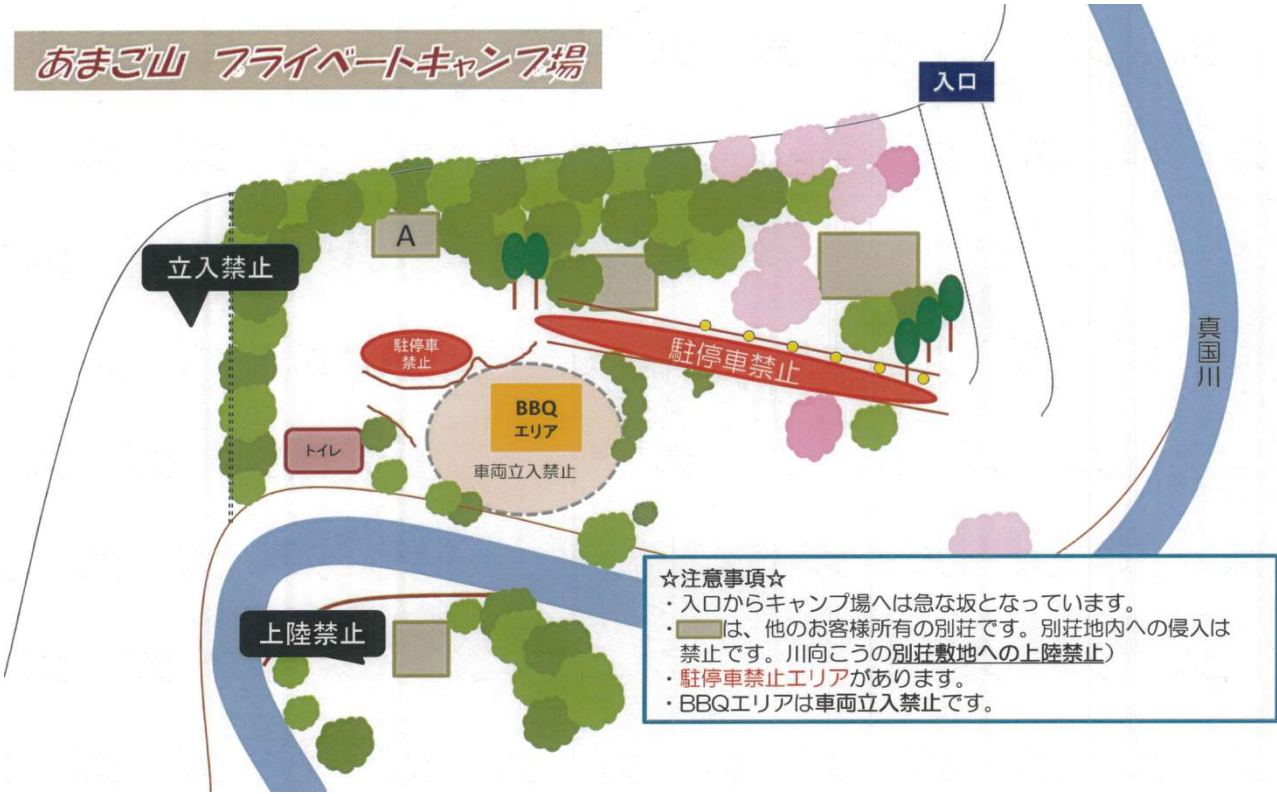 あまご山 プライベートキャンプ場
入口
A
立入禁止
駐停車
禁止
駐停車禁止
真国川
BBQ
エリア
トイレ
車両立入禁止
上陸禁止
☆注意事項☆
・入口からキャンプ場へは急な坂となっています。
・ は、他のお客様所有の別荘です。別荘地内への侵入は
禁止です。川向こうの別荘敷地への上陸禁止)
・駐停車禁止エリアがあります。
・BBQエリアは車両立入禁止です。